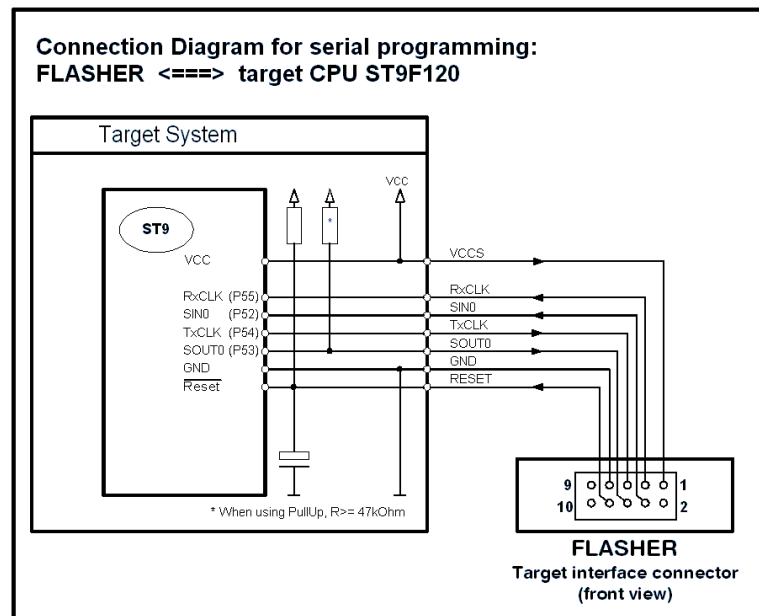 Connection Diagram for serial programming:
FLASHER <===> target CPU ST9F120
Target System
VCC
ST9
*
VCC
VCCS
RxCLK (P55)
RxCLK
SIN0 (P52)
SIN0
TxCLK (P54)
TxCLK
SOUT0 (P53)
SOUT0
GND
GND
Reset
RESET
* When using PullUp, R>= 47kOhm
9
1
10
2
FLASHER
Target interface connector
(front view)